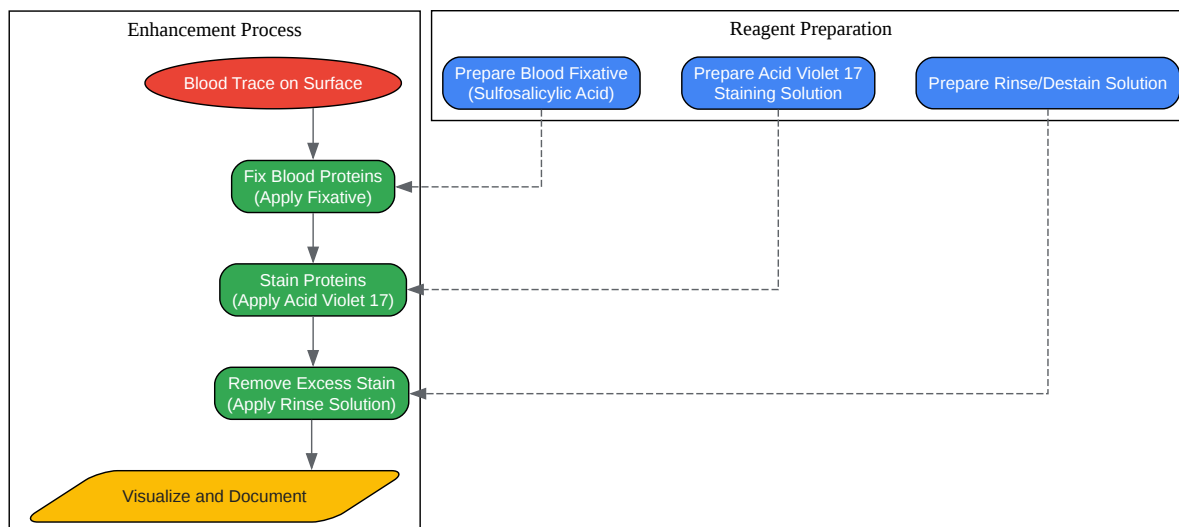 Enhancement Process
Blood Trace on Surface
Fix Blood Proteins
(Apply Fixative)
Stain Proteins
(Apply Acid Violet 17)
Remove Excess Stain
(Apply Rinse Solution)
Visualize and Document
Reagent Preparation
Prepare Blood Fixative
(Sulfosalicylic Acid)
Prepare Acid Violet 17
Staining Solution
Prepare Rinse/Destain Solution